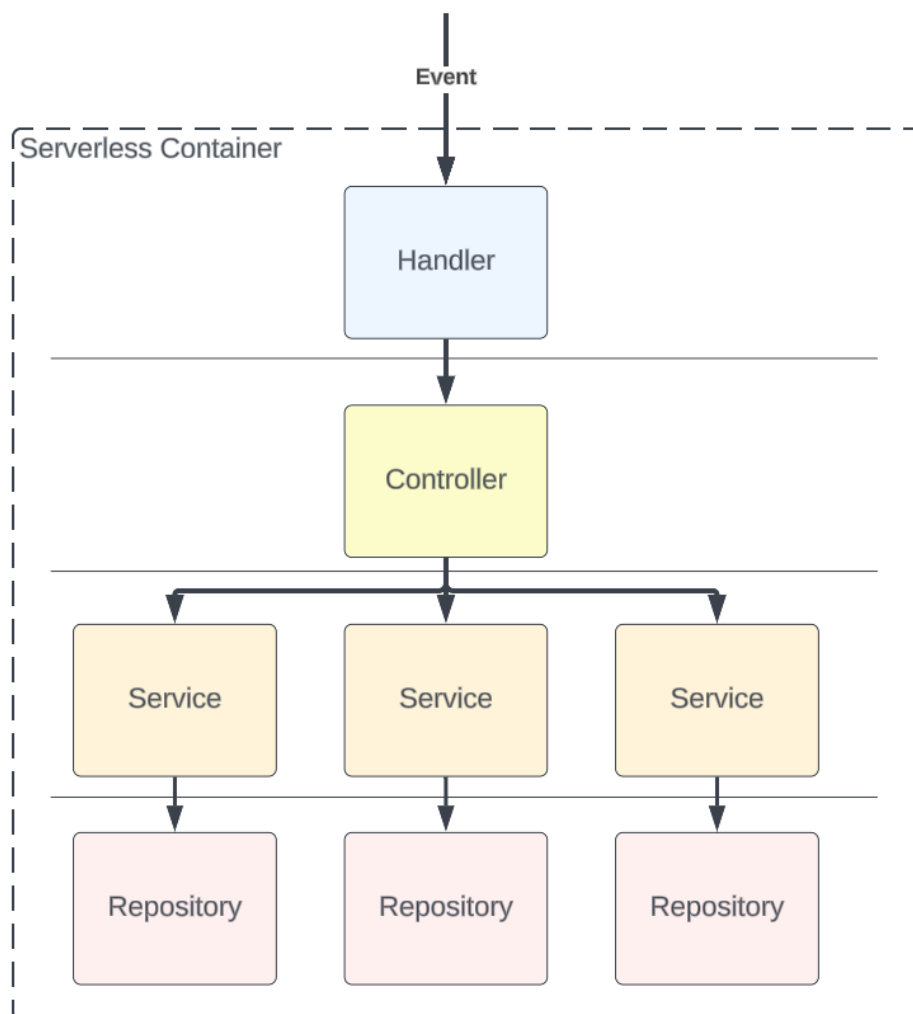 Event
Serverless Container
Handler
Controller
Service
Service
Service
Repository
Repository
Repository